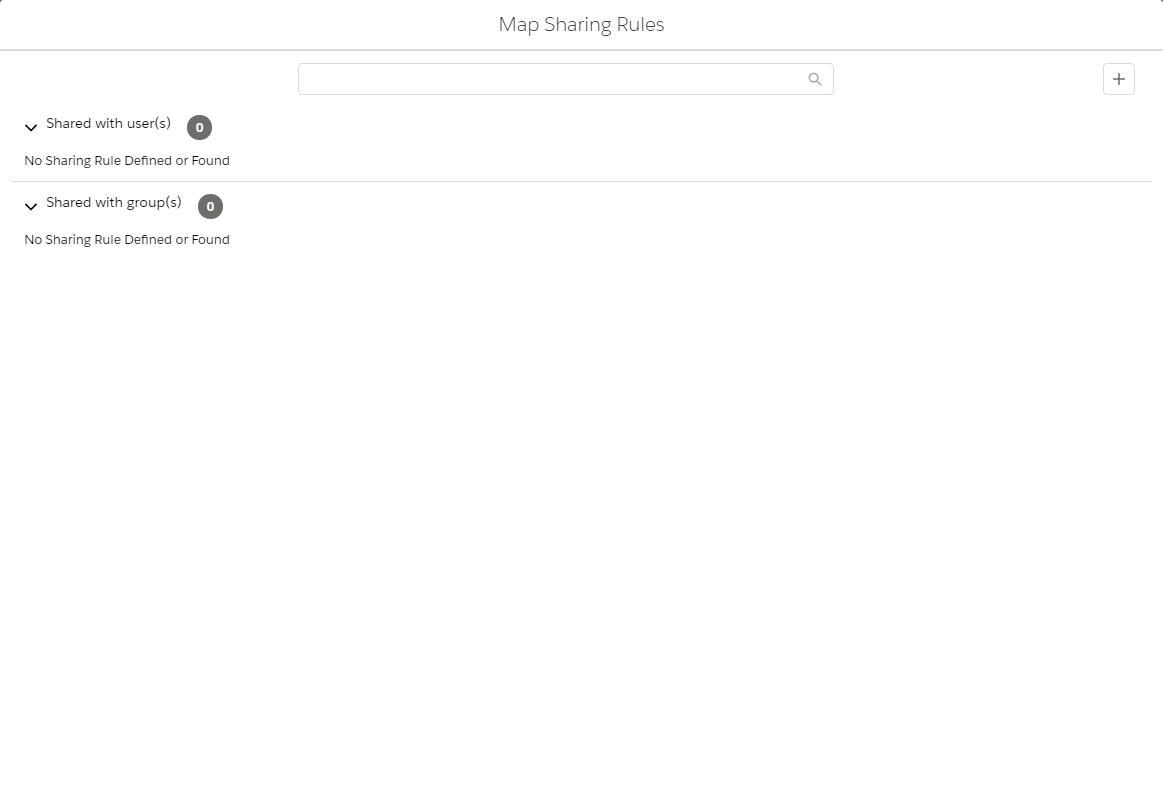 Map Sharing Rules
Shared with user(s) 0
No Sharing Rule Defined or Found
Shared with group(s) 0
No Sharing Rule Defined or Found